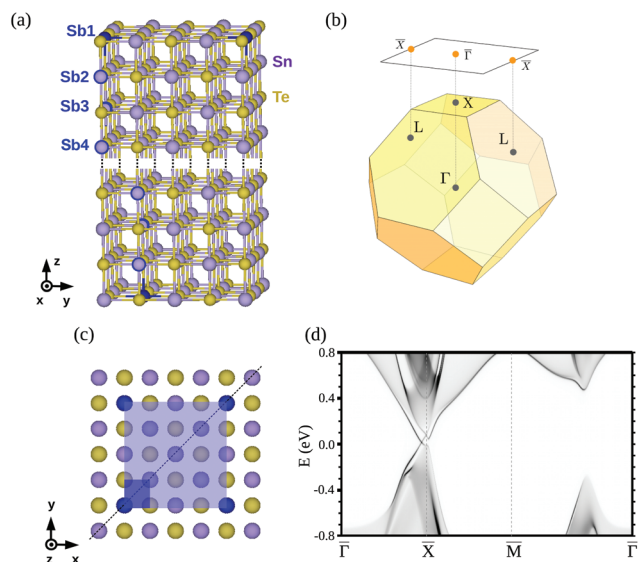 (a)
Sb1
Sb2
Sb3
Sb4
Sn
Te
z
x
y
(b)
X̅
Γ̅
X̅
X
L
L
Γ
(c)
y
z
x
(d)
E (eV)
0.8
0.4
0.0
-0.4
-0.8
Γ̅
X̅
M̅
Γ̅